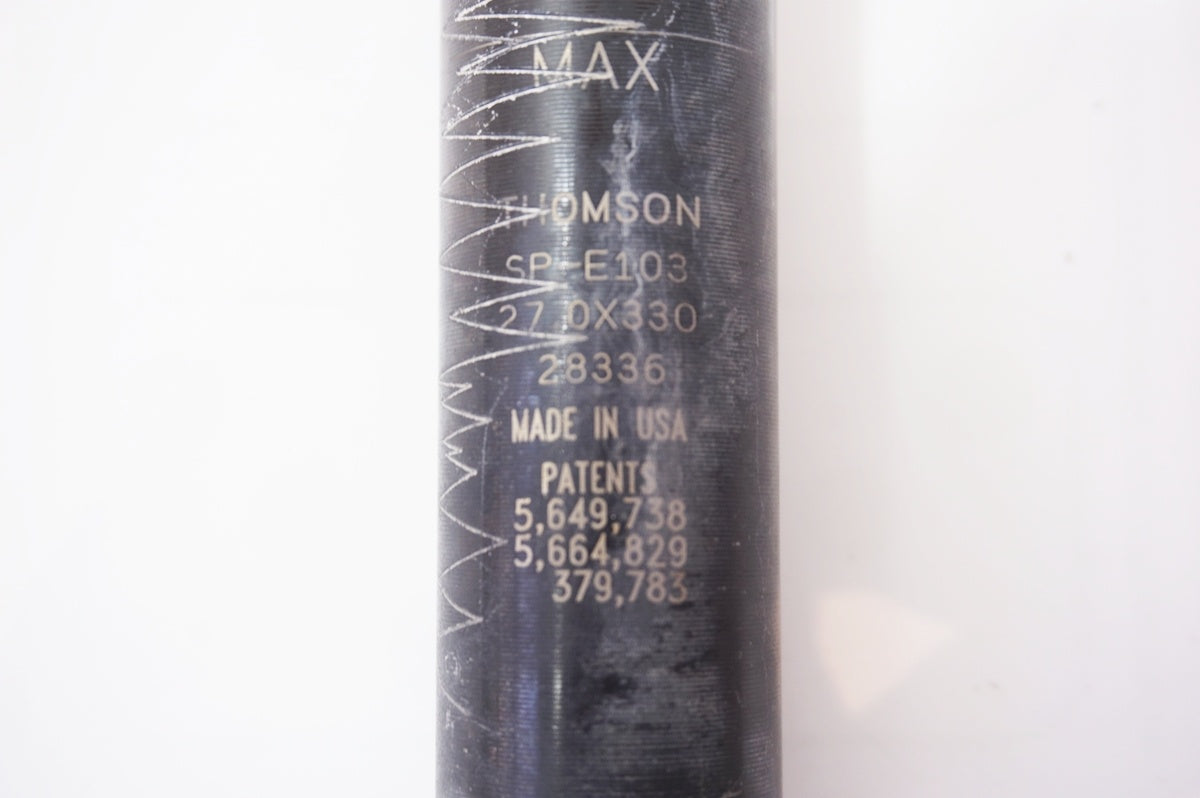 MAX
THOMSON
SP-E103
27.0X330
28336
MADE IN USA
PATENTS
5,649,738
5,664,829
379,783